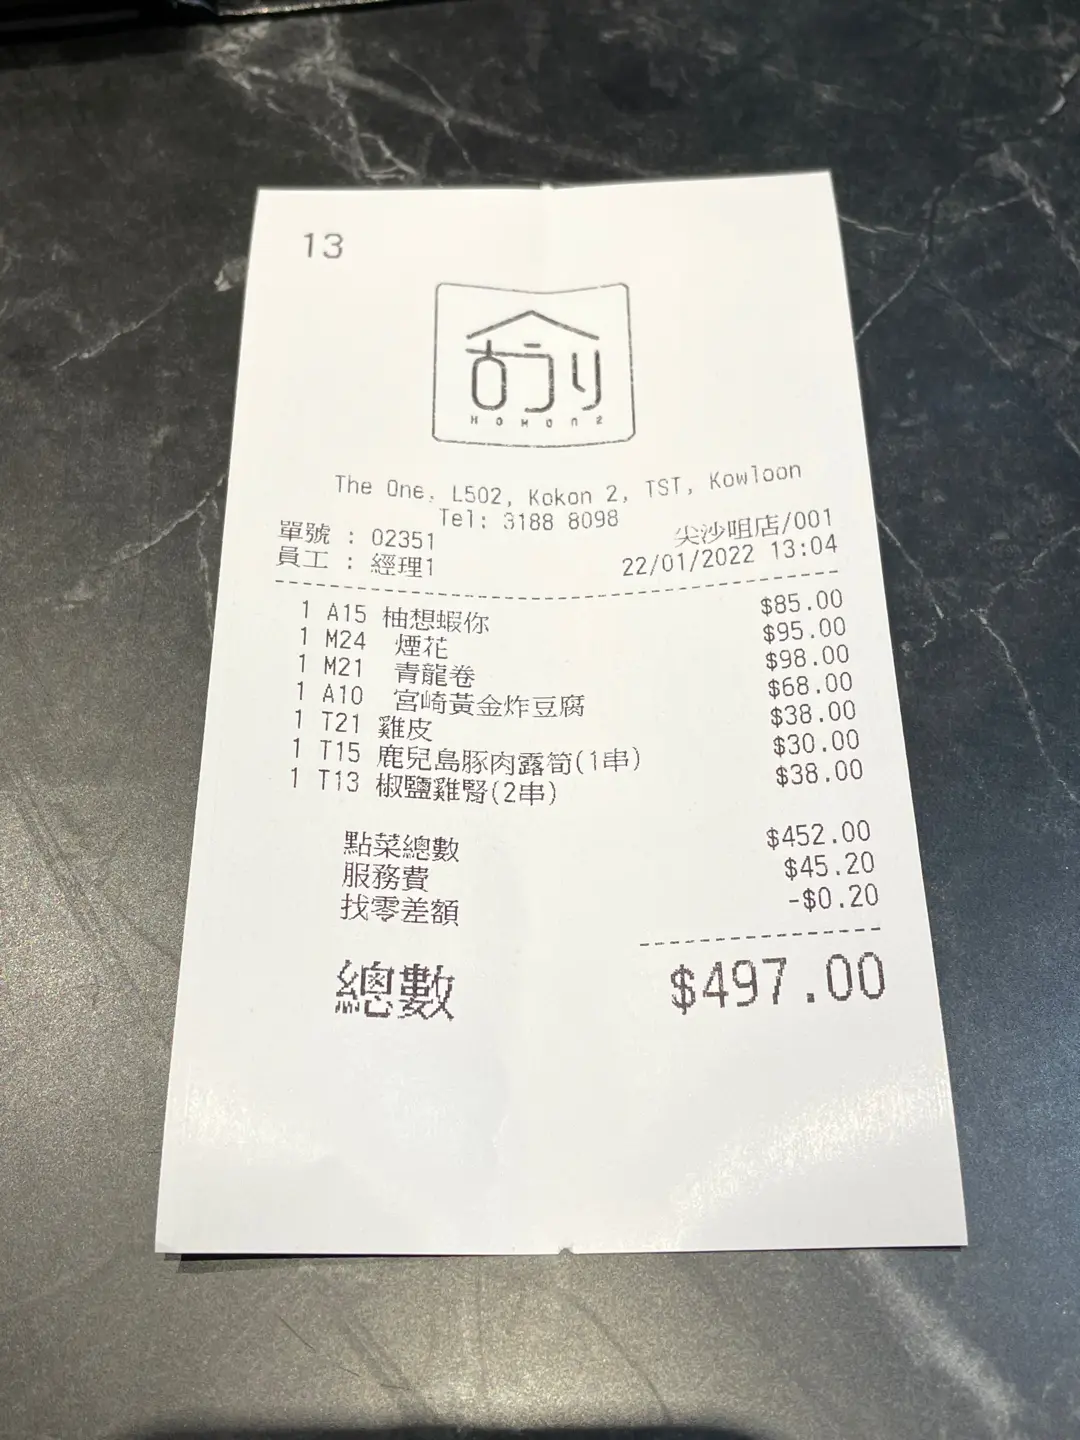 13
古うり
KOKON2
The One, L502, Kokon 2, TST, Kowloon
Tel: 3188 8098
單號 : 02351 尖沙咀店/001
員工 : 經理1 22/01/2022 13:04
1 A15 柚想蝦你 $85.00
1 M24 煙花 $95.00
1 M21 青龍卷 $98.00
1 A10 宮崎黃金炸豆腐 $68.00
1 T21 雞皮 $38.00
1 T15 鹿兒島豚肉露筍(1串) $30.00
1 T13 椒鹽雞腎(2串) $38.00
點菜總數 $452.00
服務費 $45.20
找零差額 -$0.20
總數 $497.00